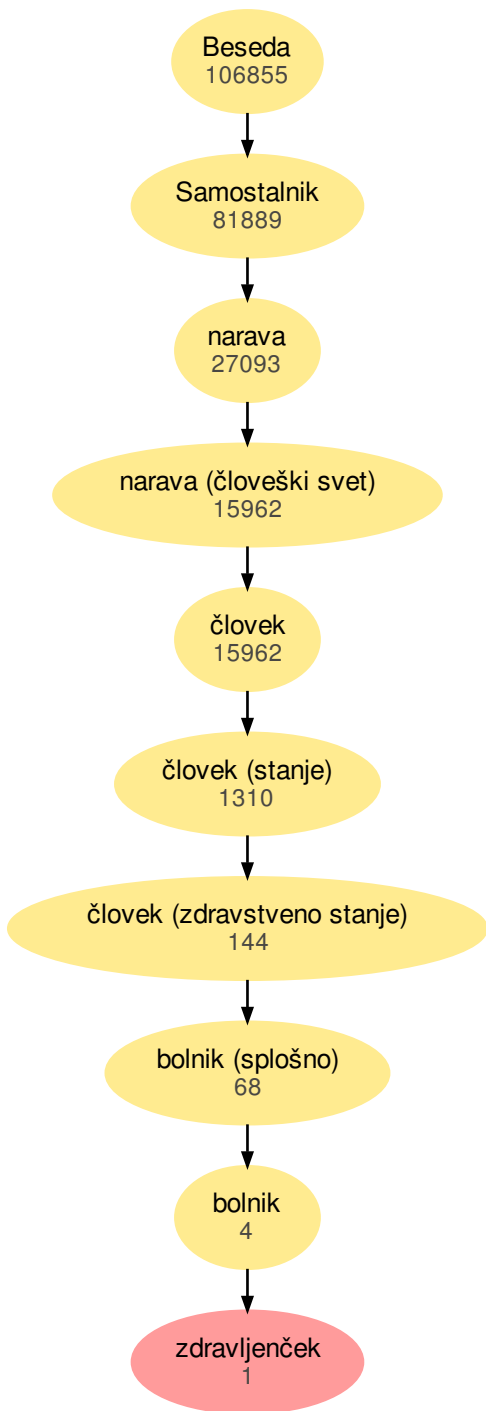 Beseda
106855
Samostalnik
81889
narava
27093
narava (človeški svet)
15962
človek
15962
človek (stanje)
1310
človek (zdravstveno stanje)
144
bolnik (splošno)
68
bolnik
4
zdravljenček
1